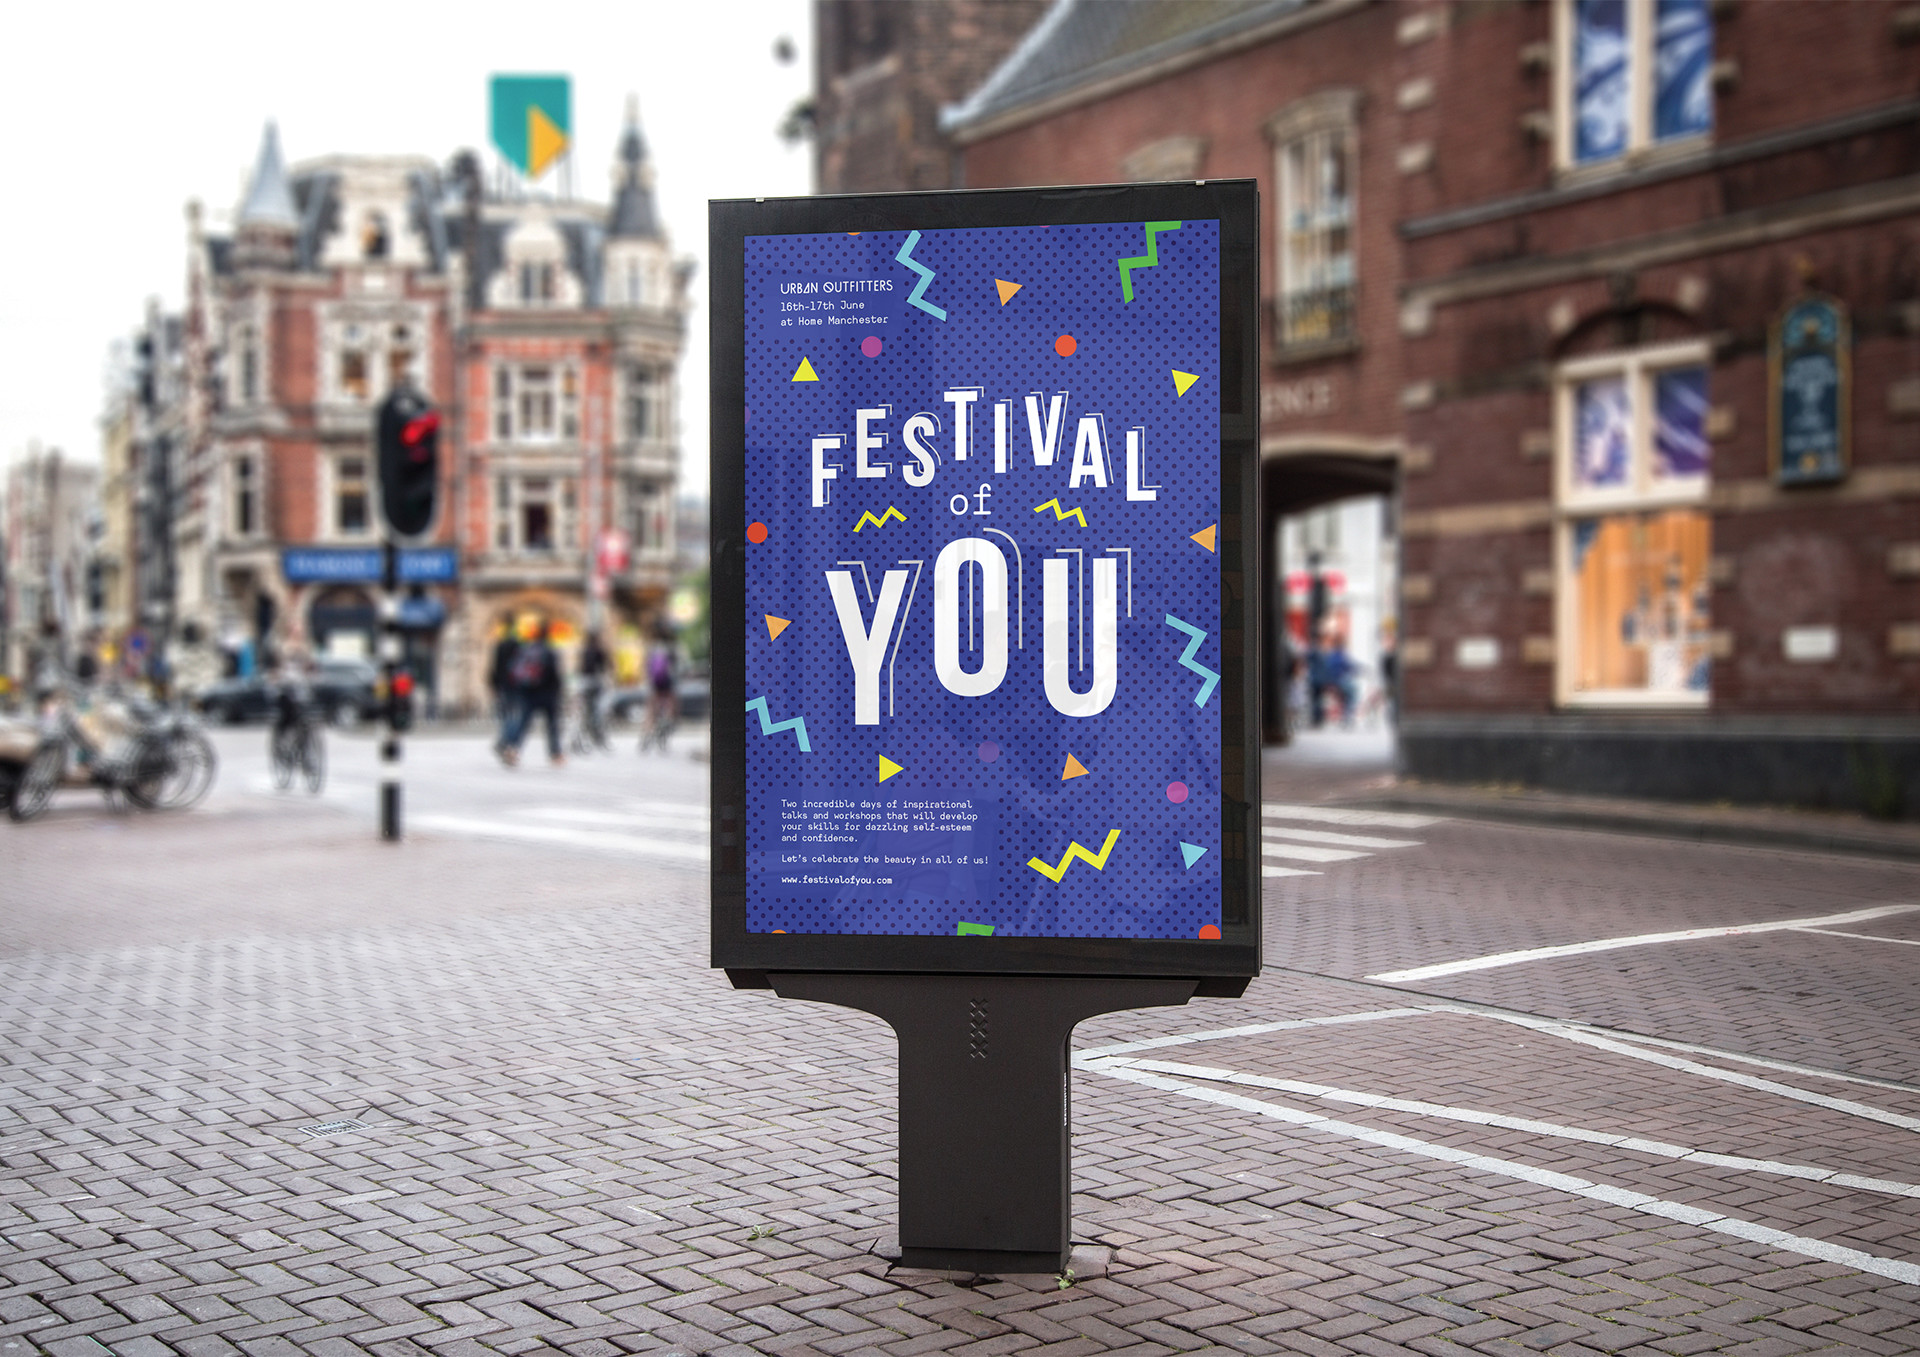 URBAN OUTFITTERS
16th-17th June
at Home Manchester
FESTIVAL
of
YOU
Two incredible days of inspirational
talks and workshops that will develop
your skills for dazzling self-esteem
and confidence.
Let's celebrate the beauty in all of us!
www.festivalofyou.com